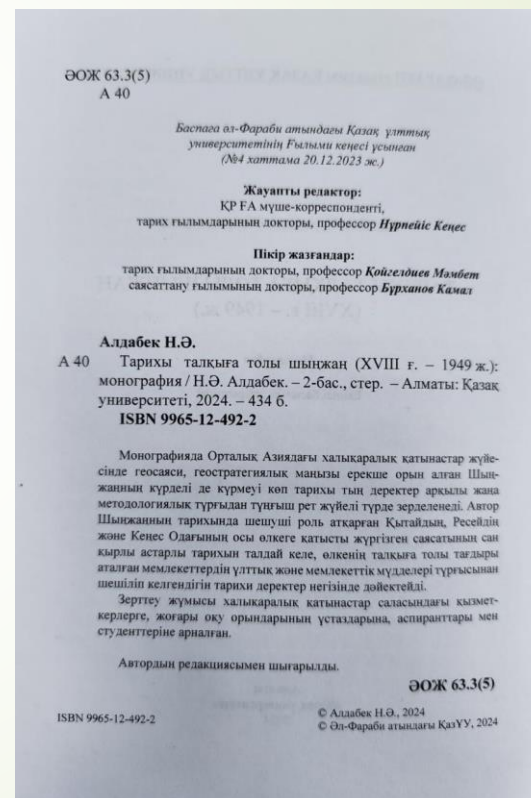 ӘОЖ 63.3(5)
А 40
Баспаға әл-Фараби атындағы Қазақ ұлттық
университетінің Ғылыми кеңесі ұсынған
(№4 хаттама 20.12.2023 ж.)
Жауапты редактор:
ҚР ҒА мүше-корреспонденті,
тарих ғылымдарының докторы, профессор Нұрпейіс Кеңес
Пікір жазғандар:
тарих ғылымдарының докторы, профессор Қойгелдиев Мәмбет
саясаттану ғылымының докторы, профессор Бұрханов Камал
Алдабек Н.Ә.
А 40 Тарихы талқыға толы шыңжаң (XVIII ғ. – 1949 ж.):
монография / Н.Ә. Алдабек. – 2-бас., стер. – Алматы: Қазақ
университеті, 2024. – 434 б.
ISBN 9965-12-492-2
Монографияда Орталық Азиядағы халықаралық қатынастар жүйе-
сінде геосаяси, геостратегиялық маңызы ерекше орын алған Шың-
жаңның күрделі де күрмеуі көп тарихы тың деректер арқылы жаңа
методологиялық тұрғыдан тұңғыш рет жүйелі түрде зерделенеді. Автор
Шыңжаңның тарихында шешуші роль атқарған Қытайдың, Ресейдің
және Кеңес Одағының осы өлкеге қатысты жүргізген саясатының сан
қырлы астарлы тарихын талдай келе, өлкенің талқыға толы тағдыры
аталған мемлекеттердің ұлттық және мемлекеттік мүдделері тұрғысынан
шешіліп келгендігін тарихи деректер негізінде дәйектейді.
Зерттеу жұмысы халықаралық қатынастар саласындағы қызмет-
керлерге, жоғары оқу орындарының ұстаздарына, аспиранттары мен
студенттеріне арналған.
Автордың редакциясымен шығарылды.
ӘОЖ 63.3(5)
ISBN 9965-12-492-2
© Алдабек Н.Ә., 2024
© Әл-Фараби атындағы ҚазҰУ, 2024